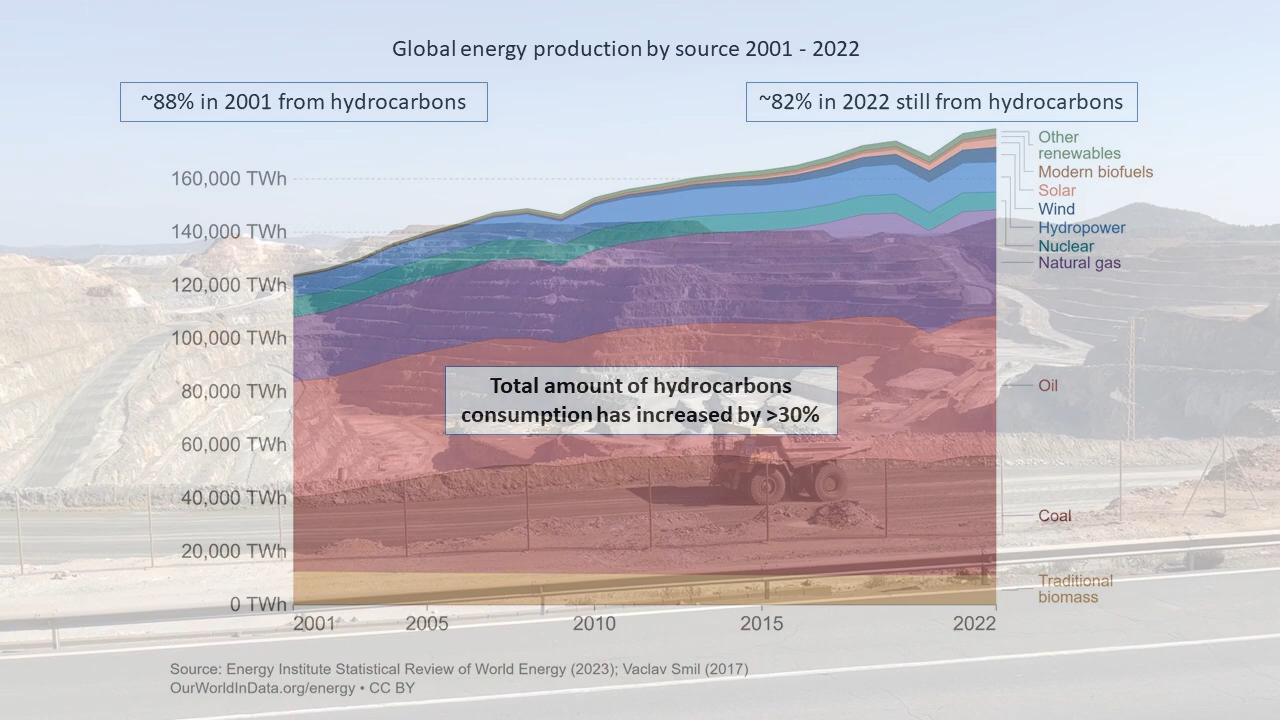 Global energy production by source 2001 - 2022
~88% in 2001 from hydrocarbons
~82% in 2022 still from hydrocarbons
160,000 TWh
140,000 TWh
120,000 TWh
100,000 TWh
80,000 TWh
60,000 TWh
40,000 TWh
20,000 TWh
0 TWh
Total amount of hydrocarbons
consumption has increased by >30%
Other
renewables
Modern biofuels
Solar
Wind
Hydropower
Nuclear
Natural gas
Oil
Coal
Traditional
biomass
2001
2005
2010
2015
2022
Source: Energy Institute Statistical Review of World Energy (2023); Vaclav Smil (2017)
OurWorldInData.org/energy • CC BY